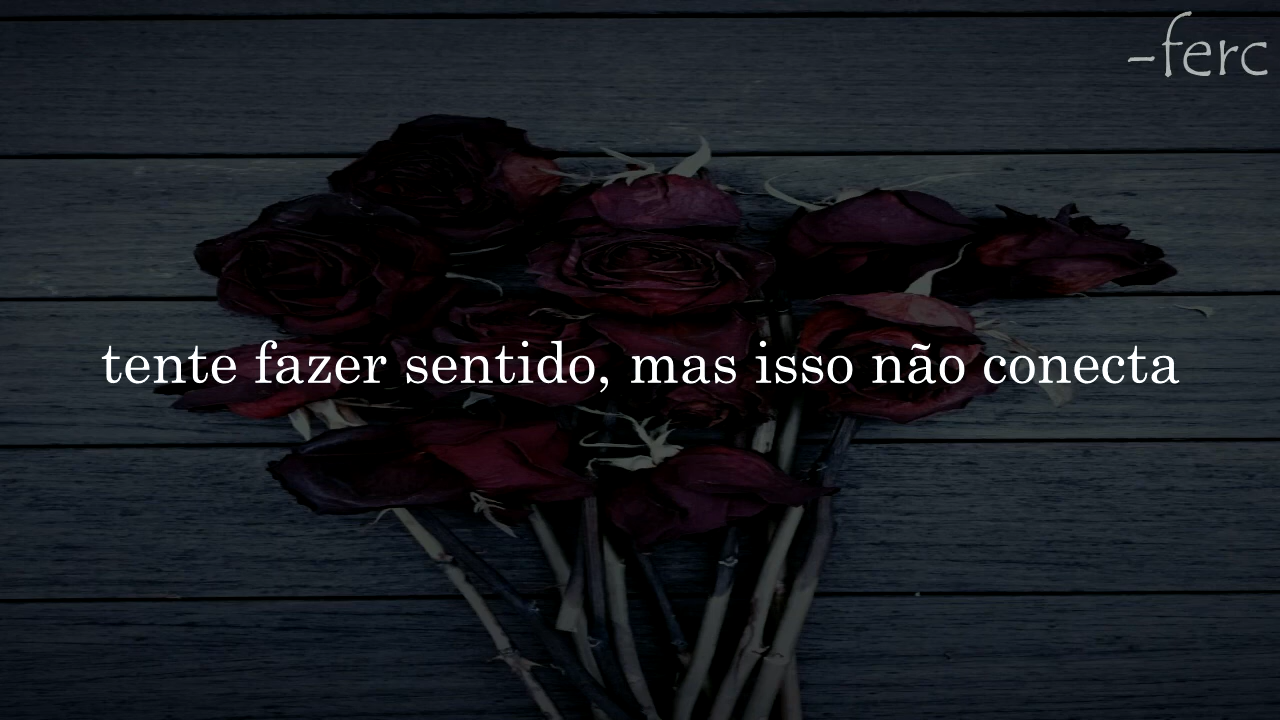 -ferc
tente fazer sentido, mas isso não conecta